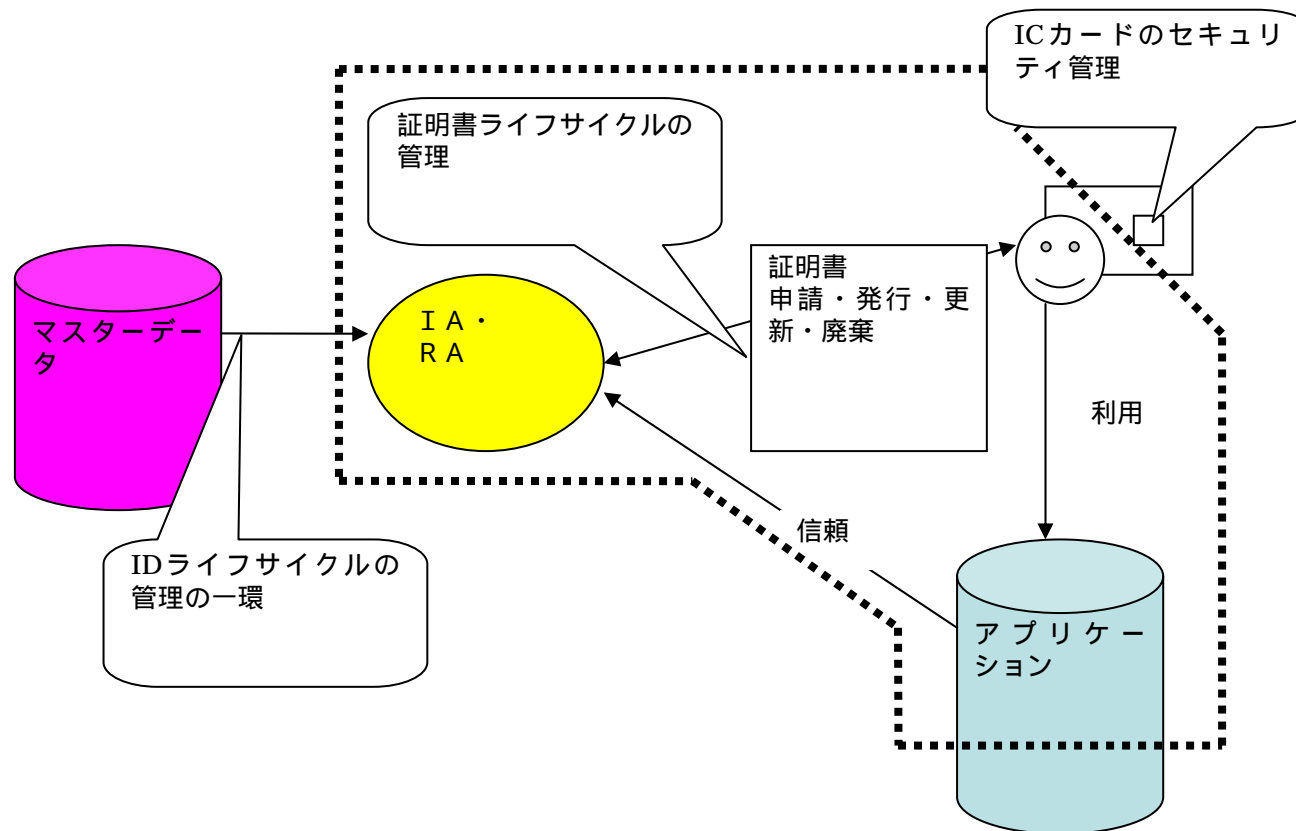 ICカードのセキュリ
ティ管理
証明書ライフサイクルの
管理
証明書
申請・発行・更
新・廃棄
マスターデー
タ
ＩＡ・
ＲＡ
利用
信頼
IDライフサイクルの
管理の一環
アプリケー
ション